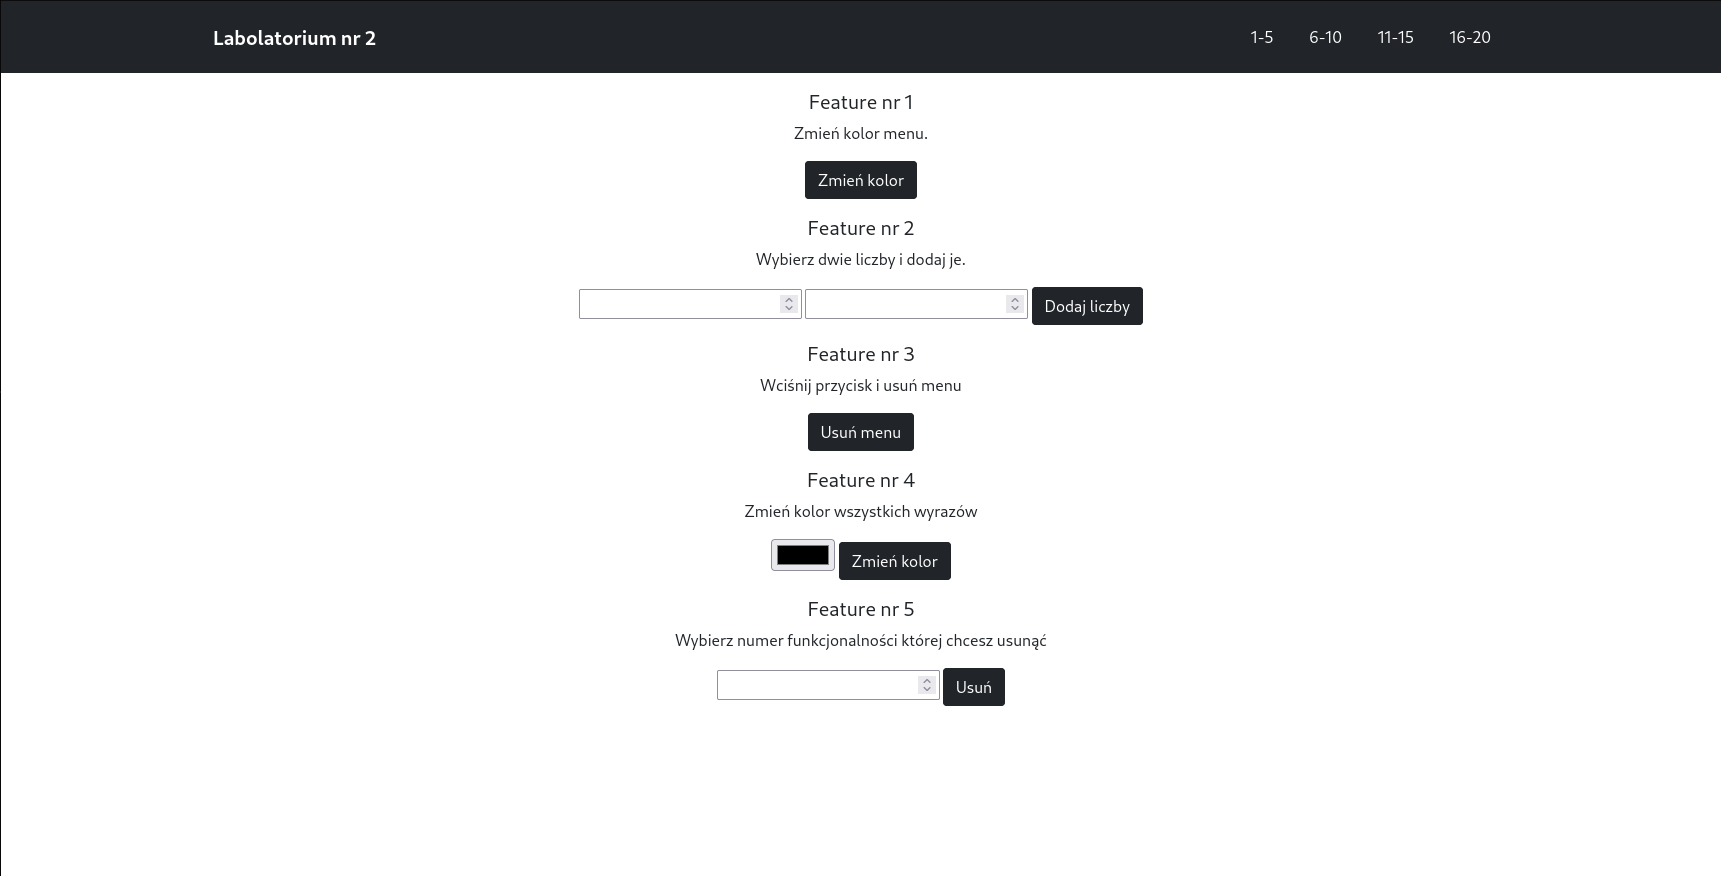 Labolatorium nr 2 1-5 6-10 11-15 16-20
Feature nr 1
Zmień kolor menu.
Zmień kolor
Feature nr 2
Wybierz dwie liczby i dodaj je.
Dodaj liczby
Feature nr 3
Wciśnij przycisk i usuń menu
Usuń menu
Feature nr 4
Zmień kolor wszystkich wyrazów
Zmień kolor
Feature nr 5
Wybierz numer funkcjonalności której chcesz usunąć
Usuń